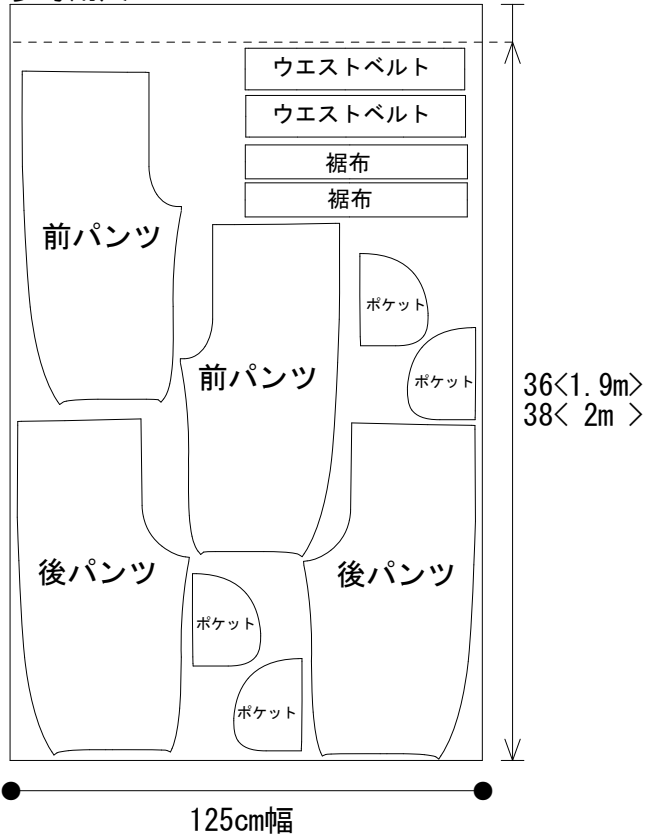 ウエストベルト
ウエストベルト
裾布
裾布
前パンツ
ポケット
前パンツ
ポケット
36<1.9m>
38< 2m >
後パンツ
後パンツ
ポケット
ポケット
125cm幅